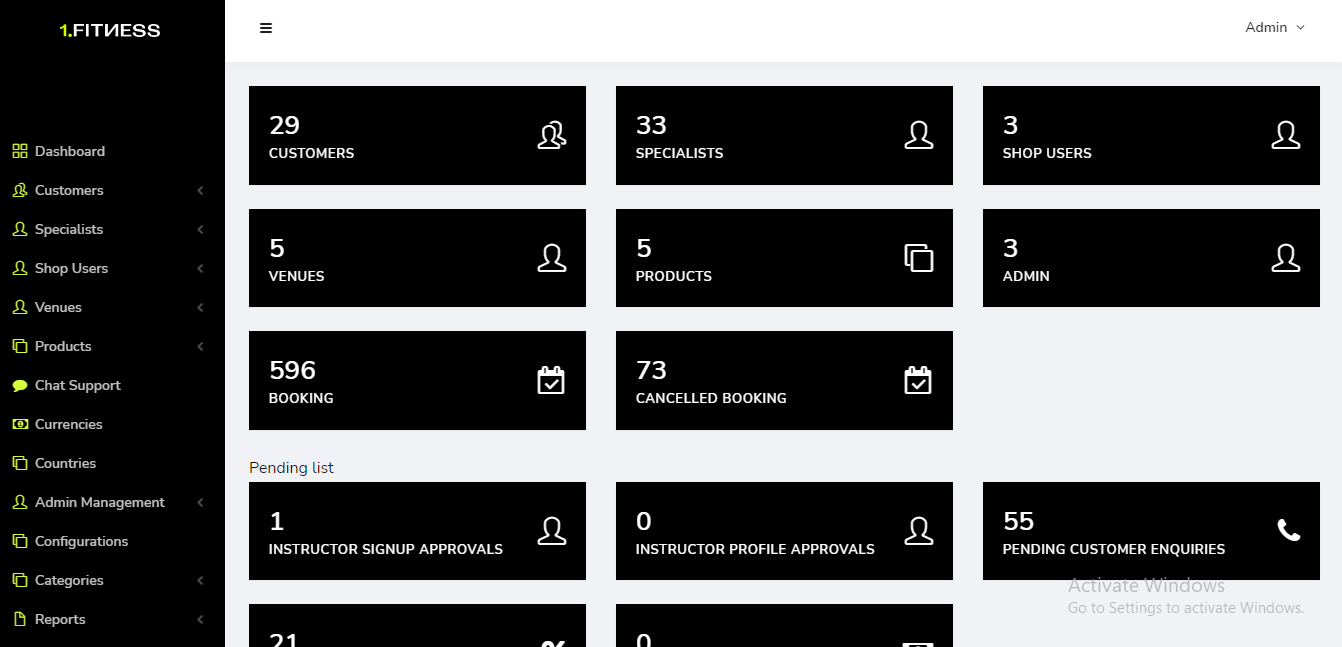 1.FITNESS
Admin
Dashboard
Customers
Specialists
Shop Users
Venues
Products
Chat Support
Currencies
Countries
Admin Management
Configurations
Categories
Reports
29
CUSTOMERS
33
SPECIALISTS
3
SHOP USERS
5
VENUES
5
PRODUCTS
3
ADMIN
596
BOOKING
73
CANCELLED BOOKING
Pending list
1
INSTRUCTOR SIGNUP APPROVALS
0
INSTRUCTOR PROFILE APPROVALS
55
PENDING CUSTOMER ENQUIRIES
21
0
Activate Windows
Go to Settings to activate Windows.